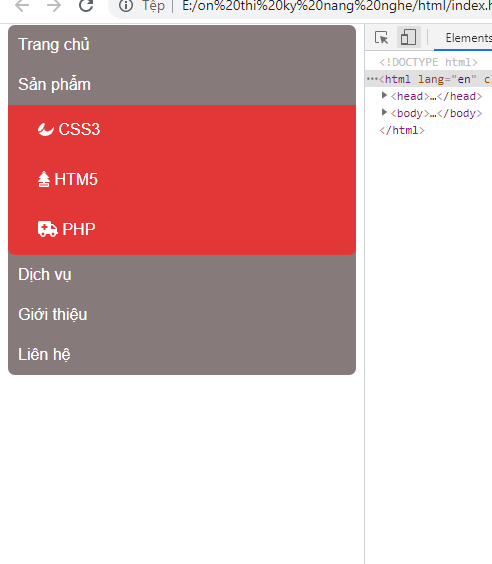 Tệp E:/on%20thi%20ky%20nang%20nghe/html/index.h
Trang chủ
Sản phẩm
CSS3
HTM5
PHP
Dịch vụ
Giới thiệu
Liên hệ
Elements
<!DOCTYPE html>
<html lang="en" c
<head>…</head>
<body>…</body>
</html>